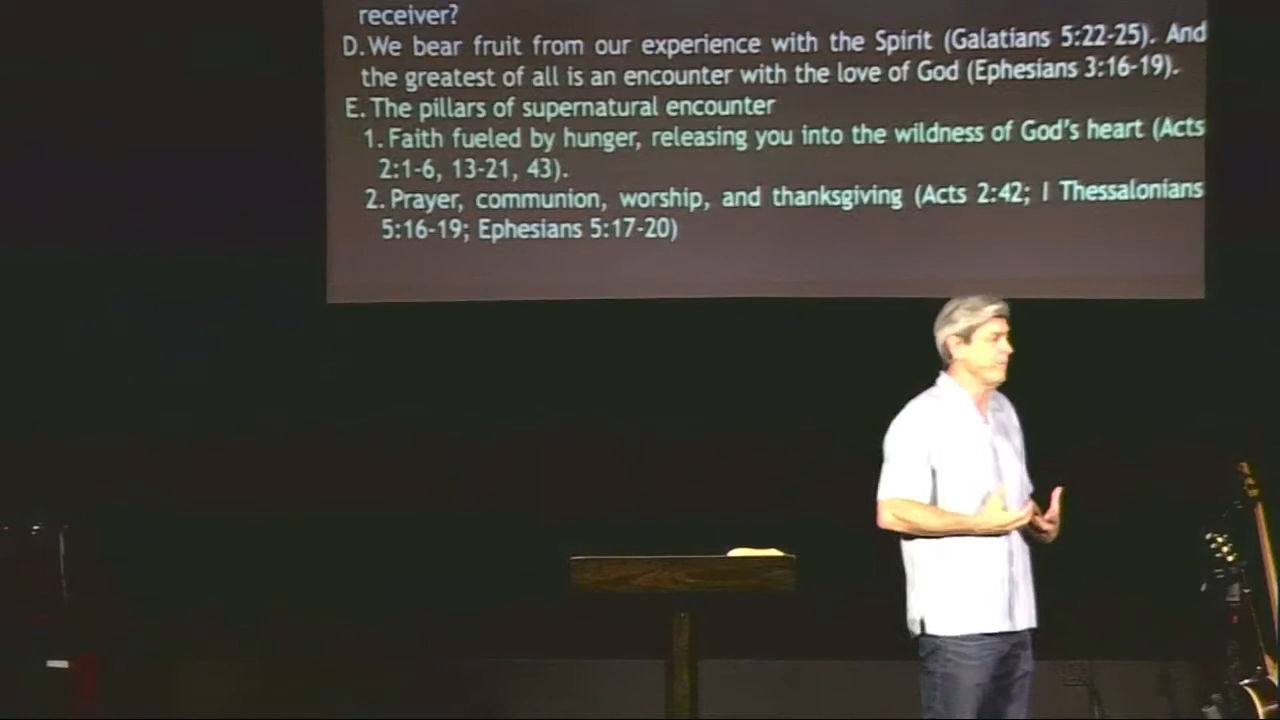 receiver?
D. We bear fruit from our experience with the Spirit (Galatians 5:22-25). And
the greatest of all is an encounter with the love of God (Ephesians 3:16-19).
E. The pillars of supernatural encounter
1. Faith fueled by hunger, releasing you into the wildness of God's heart (Acts
2:1-6, 13-21, 43).
2. Prayer, communion, worship, and thanksgiving (Acts 2:42; I Thessalonians
5:16-19; Ephesians 5:17-20)